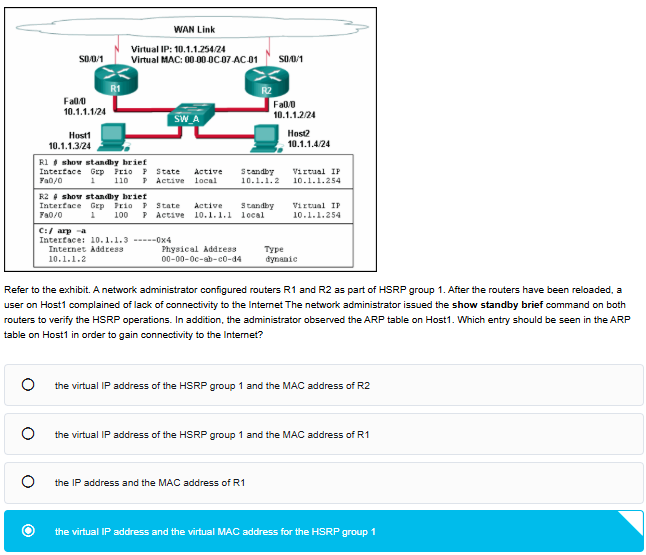 WAN Link
Virtual IP: 10.1.1.254/24
Virtual MAC: 00-00-0C-07-AC-01
S0/0/1
S0/0/1
R1
R2
Fa0/0
10.1.1.1/24
Fa0/0
10.1.1.2/24
SW_A
Host1
10.1.1.3/24
Host2
10.1.1.4/24
R1 # show standby brief
Interface Grp Prio P State Active Standby Virtual IP
Fa0/0 1 110 P Active local 10.1.1.2 10.1.1.254
R2 # show standby brief
Interface Grp Prio P State Active Standby Virtual IP
Fa0/0 1 100 P Active 10.1.1.1 local 10.1.1.254
C:/ arp -a
Interface: 10.1.1.3 -----0x4
Internet Address Physical Address Type
10.1.1.2 00-00-0c-ab-c0-d4 dynamic
Refer to the exhibit. A network administrator configured routers R1 and R2 as part of HSRP group 1. After the routers have been reloaded, a
user on Host1 complained of lack of connectivity to the Internet The network administrator issued the show standby brief command on both
routers to verify the HSRP operations. In addition, the administrator observed the ARP table on Host1. Which entry should be seen in the ARP
table on Host1 in order to gain connectivity to the Internet?
the virtual IP address of the HSRP group 1 and the MAC address of R2
the virtual IP address of the HSRP group 1 and the MAC address of R1
the IP address and the MAC address of R1
the virtual IP address and the virtual MAC address for the HSRP group 1